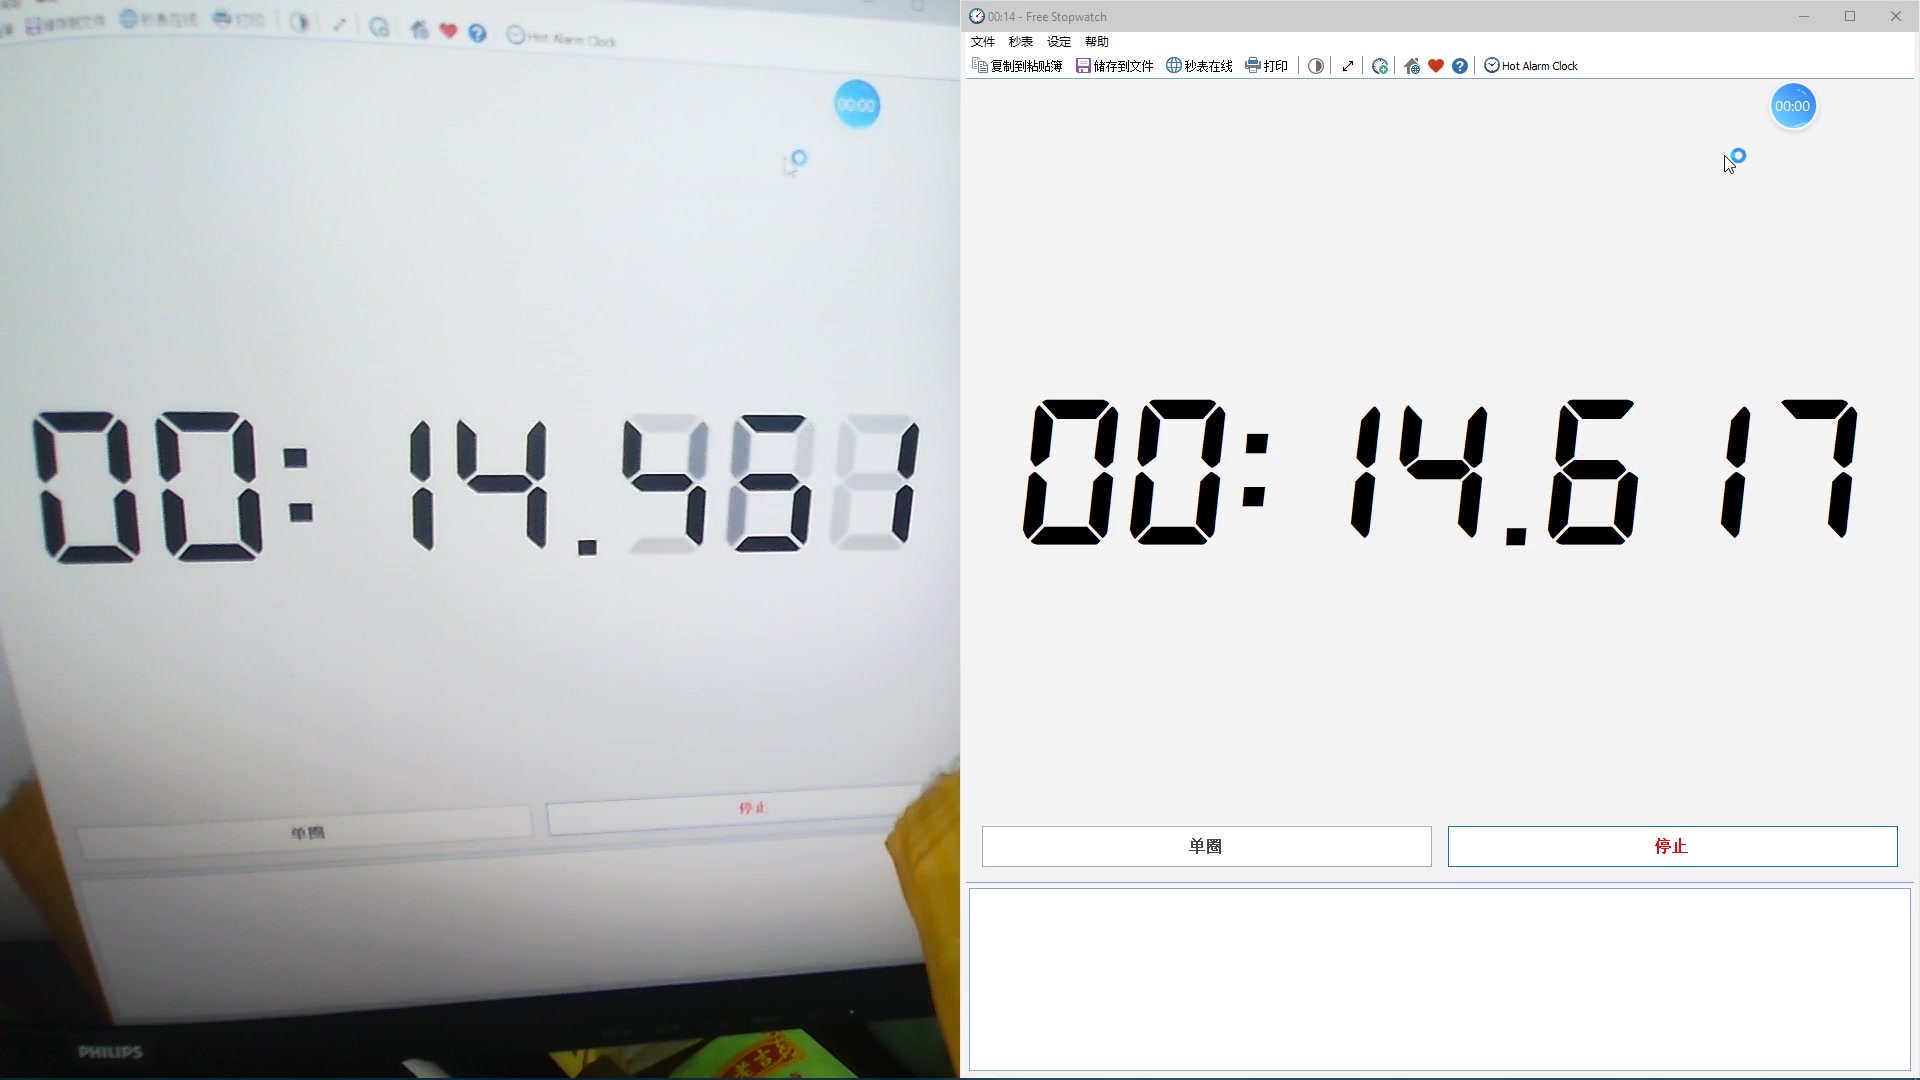 储存到文件 秒表在线 打印 Hot Alarm Clock
00:00
00:14.
单圈 停止
PHILIPS
00:14 - Free Stopwatch
文件 秒表 设定 帮助
复制到粘贴簿 储存到文件 秒表在线 打印 Hot Alarm Clock
00:00
00:14.617
单圈 停止